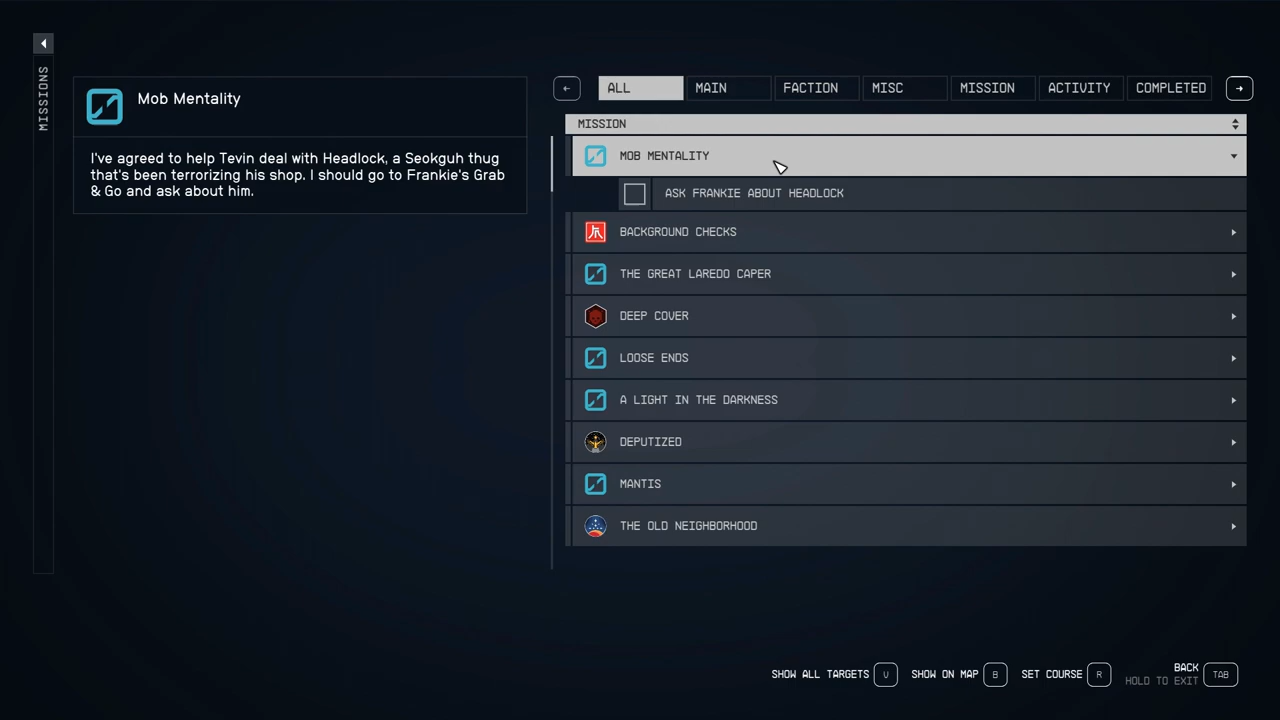 MISSIONS
Mob Mentality
I've agreed to help Tevin deal with Headlock, a Seokguh thug
that's been terrorizing his shop. I should go to Frankie's Grab
& Go and ask about him.
ALL MAIN FACTION MISC MISSION ACTIVITY COMPLETED
MISSION
MOB MENTALITY
ASK FRANKIE ABOUT HEADLOCK
BACKGROUND CHECKS
THE GREAT LAREDO CAPER
DEEP COVER
LOOSE ENDS
A LIGHT IN THE DARKNESS
DEPUTIZED
MANTIS
THE OLD NEIGHBORHOOD
SHOW ALL TARGETS V SHOW ON MAP B SET COURSE R BACK TAB
HOLD TO EXIT